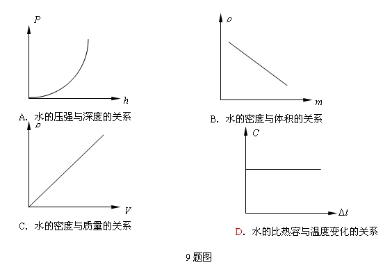 P
h
A. 水的压强与深度的关系
ρ
m
B. 水的密度与体积的关系
ρ
V
C. 水的密度与质量的关系
C
Δt
D. 水的比热容与温度变化的关系
9题图